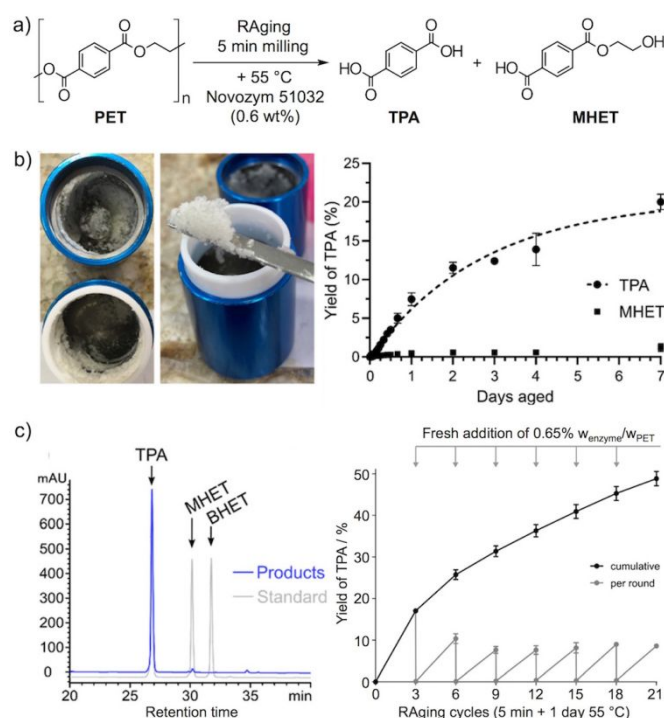 a)
RAging
5 min milling
+ 55 °C
Novozym 51032
(0.6 wt%)
O
O
O
O
n
PET
O
OH
HO
O
TPA
+
O
O
OH
HO
O
MHET
b)
Yield of TPA (%)
25
20
15
10
5
0
TPA
MHET
0 1 2 3 4 5 6 7
Days aged
c)
TPA
MHET
BHET
mAU
700
600
500
400
300
200
100
0
Products
Standard
20 25 30 35 min
Retention time
Fresh addition of 0.65% wenzyme/wPET
Yield of TPA / %
50
40
30
20
10
0
cumulative
per round
0 3 6 9 12 15 18 21
RAging cycles (5 min + 1 day 55 °C)